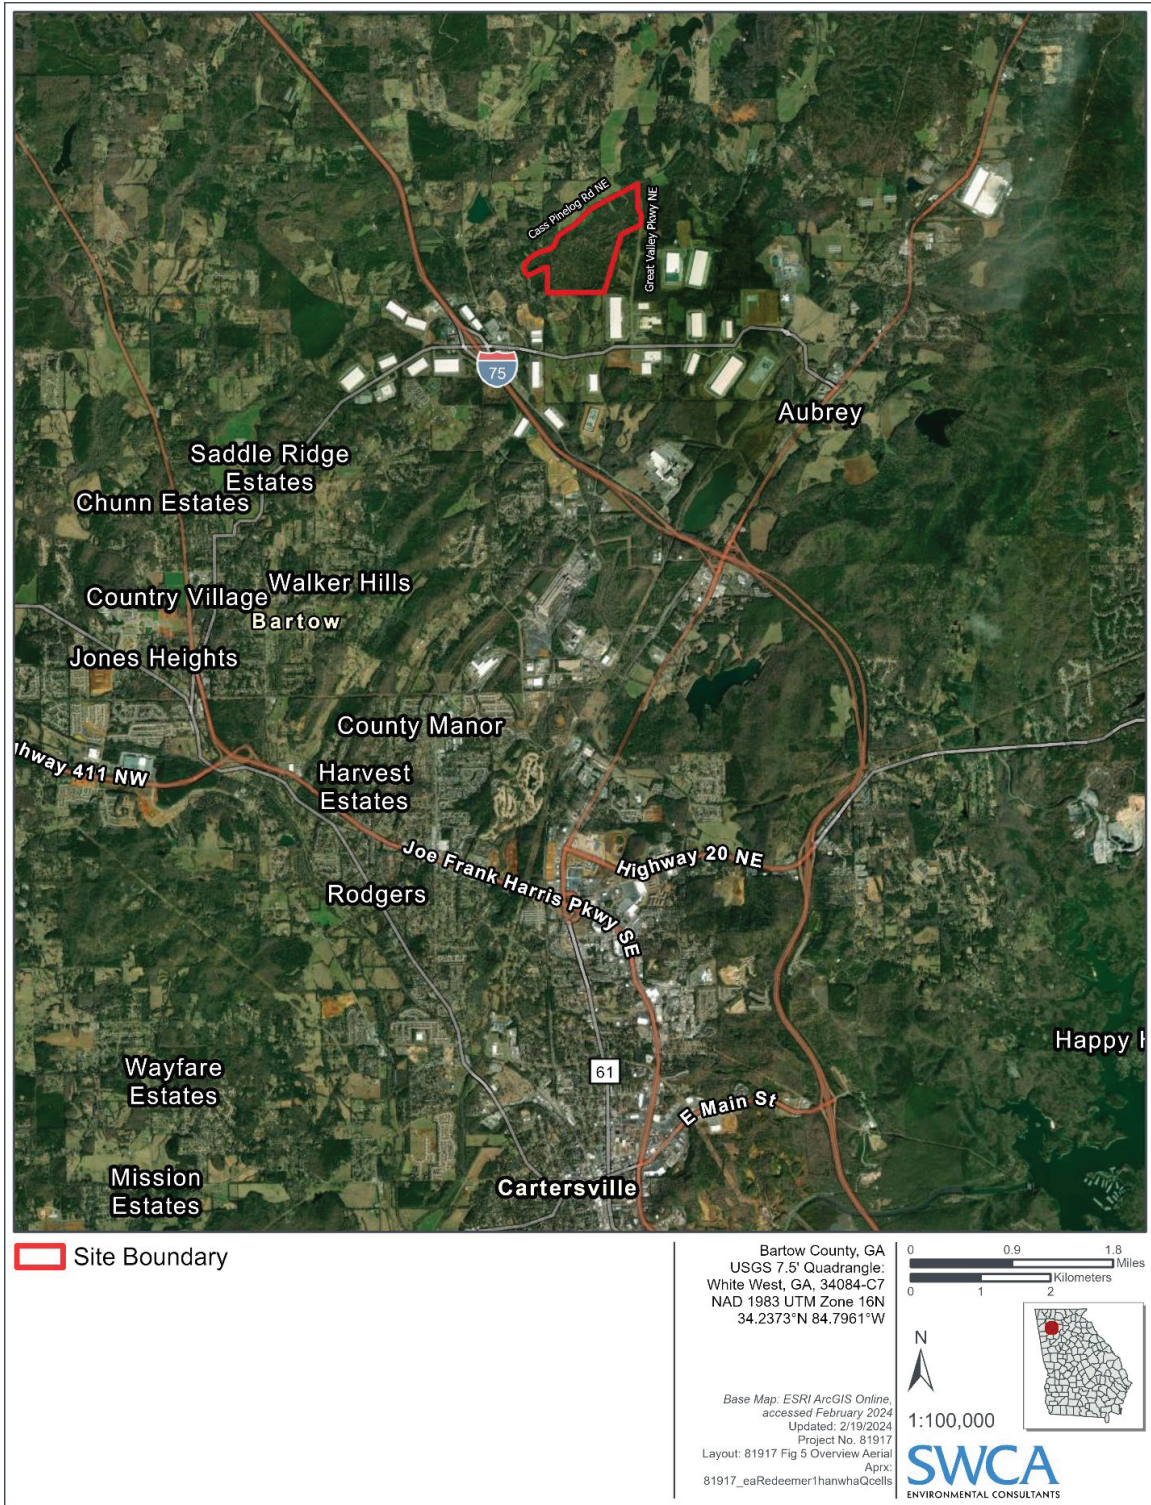 Cass Pinelog Rd NE
Great Valley Pkwy NE
75
Aubrey
Saddle Ridge
Estates
Chunn Estates
Walker Hills
Country Village
Bartow
Jones Heights
County Manor
hway 411 NW
Harvest
Estates
Joe Frank Harris Pkwy SE
Highway 20 NE
Rodgers
Happy H
Wayfare
Estates
61
E Main St
Mission
Estates
Cartersville
Site Boundary
Bartow County, GA
USGS 7.5' Quadrangle:
White West, GA, 34084-C7
NAD 1983 UTM Zone 16N
34.2373°N 84.7961°W
Base Map: ESRI ArcGIS Online,
accessed February 2024
Updated: 2/19/2024
Project No. 81917
Layout: 81917 Fig 5 Overview Aerial
Aprx:
81917_eaRedeemer1hanwhaQcells
0 0.9 1.8
Miles
Kilometers
0 1 2
N
1:100,000
SWCA
ENVIRONMENTAL CONSULTANTS